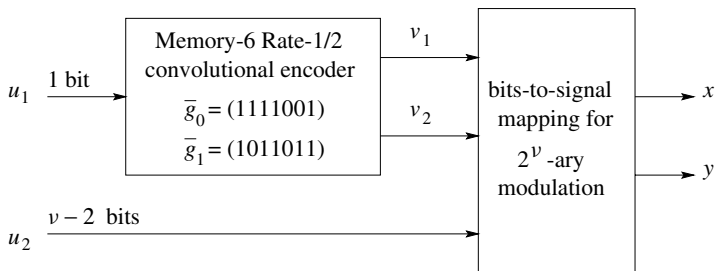 Memory-6 Rate-1/2
convolutional encoder
g̅₀ = (1111001)
g̅₁ = (1011011)
u₁
1 bit
v₁
v₂
bits-to-signal
mapping for
2^ν -ary
modulation
x
y
ν − 2 bits
u₂